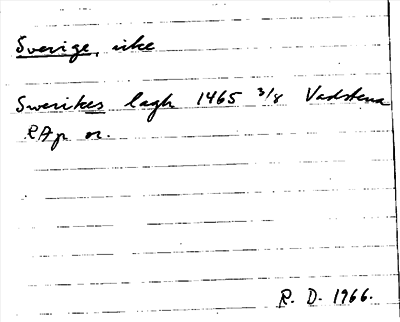 Sverige, rike
Swerikes lagh 1465 3/8 Vadstena
RAp or.
R. D. 1966.